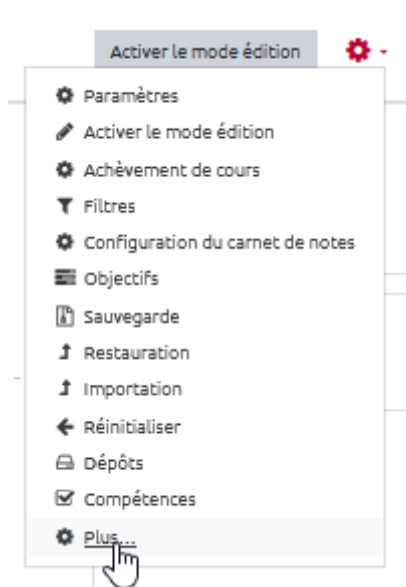 Activer le mode édition
Paramètres
Activer le mode édition
Achèvement de cours
Filtres
Configuration du carnet de notes
Objectifs
Sauvegarde
Restauration
Importation
Réinitialiser
Dépôts
Compétences
Plus...